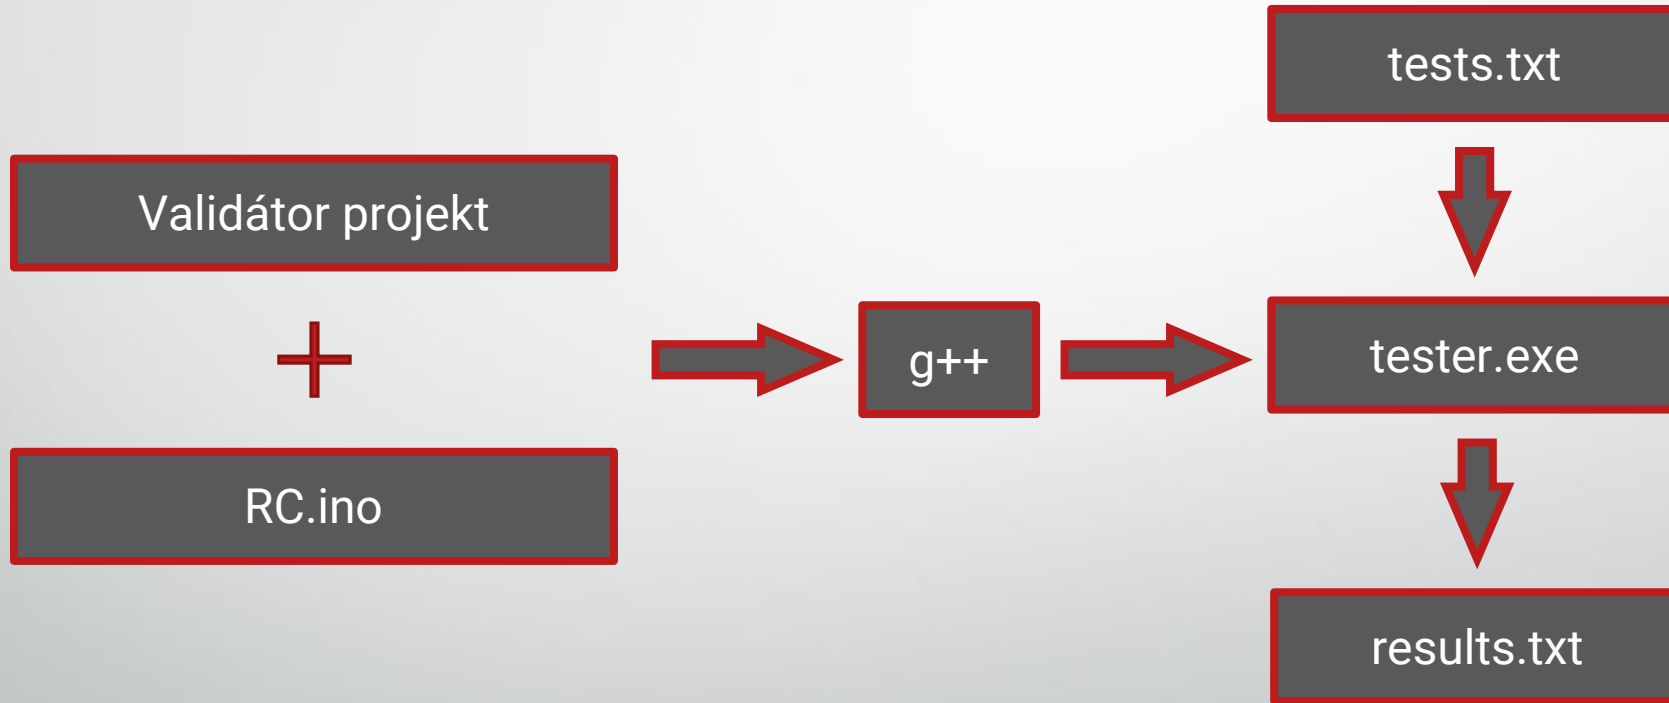 Validátor projekt
RC.ino
g++
tests.txt
tester.exe
results.txt